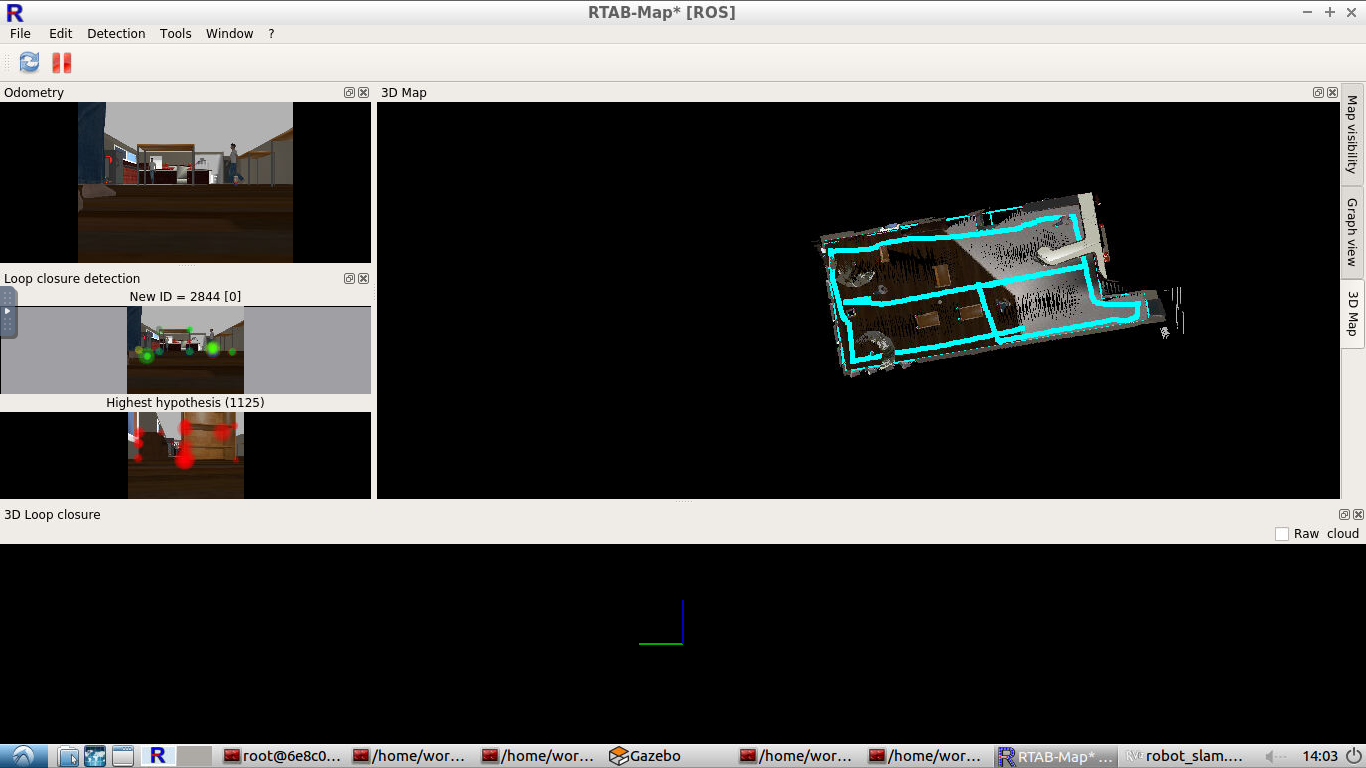 RTAB-Map* [ROS]
File Edit Detection Tools Window ?
Odometry
3D Map
Map visibility
Graph view
3D Map
Loop closure detection
New ID = 2844 [0]
Highest hypothesis (1125)
3D Loop closure
Raw cloud
R root@6e8c0... /home/wor... /home/wor... Gazebo /home/wor... /home/wor... RTAB-Map* ... robot_slam.... 14:03